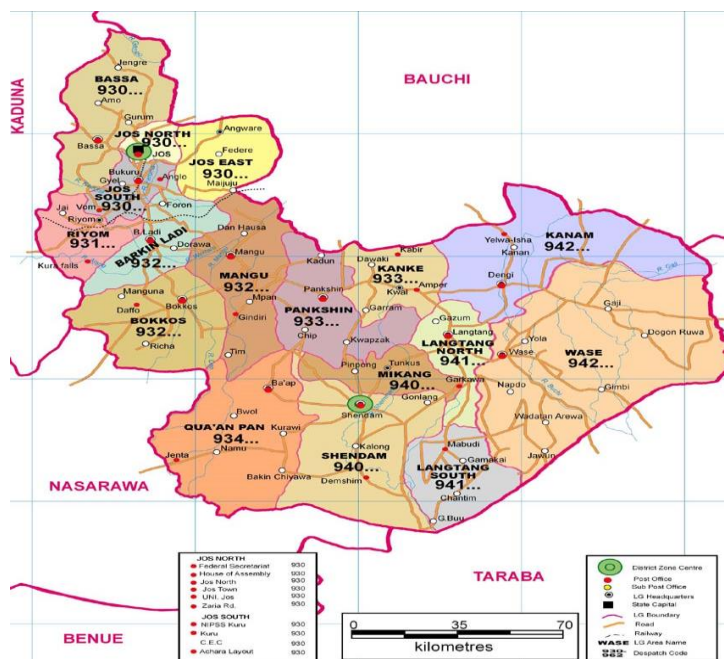 KADUNA
BAUCHI
NASARAWA
BENUE
TARABA
Jengre
BASSA
930...
Amo
Gurum
Bassa
JOS NORTH
930...
JOS
Angware
Federe
JOS EAST
930...
Maijuju
Bukuru
Gyel
Anglo
JOS
SOUTH
930...
Jai
Vom
Riyom
Foron
RIYOM
931...
Kura falls
B.Ladi
BARKIN LADI
932...
Dorawa
Dan Hausa
Mangu
MANGU
932...
Mpan
Gindiri
Tim
Manguna
Daffo
Bokkos
BOKKOS
932...
Richa
Kadun
Pankshin
PANKSHIN
933...
Chip
Kwapzak
Dawaki
Kabir
KANKE
933...
Kwal
Amper
Garram
Yelwa-Isha
Kanan
KANAM
942...
Dengi
Gazum
Langtang
LANGTANG
NORTH
941...
Yola
Wase
WASE
942...
Gaji
Dogon Ruwa
Gimbi
Napdo
Wadatan Arewa
Jawun
Pinpong
Tunkus
MIKANG
940...
Garkawa
Gonlang
Ba'ap
Bwol
Kurawi
QUA'AN PAN
934...
Namu
Jenta
Bakin Chiyawa
Shendam
Kalong
SHENDAM
940...
Demshim
Mabudi
Gamakai
LANGTANG
SOUTH
941...
Chantim
G.Buu
JOS NORTH
Federal Secretariat 930
House of Assembly 930
Jos North 930
Jos Town 930
UNI. Jos 930
Zaria Rd. 930
JOS SOUTH
NIPSS Kuru 930
Kuru 930
C.E.C 930
Achara Layout 930
0 35 70
kilometres
District Zone Centre
Post Office
Sub Post Office
LG Headquarters
State Capital
LG Boundary
Road
Railway
WASE LG Area Name
930-962 Despatch Code